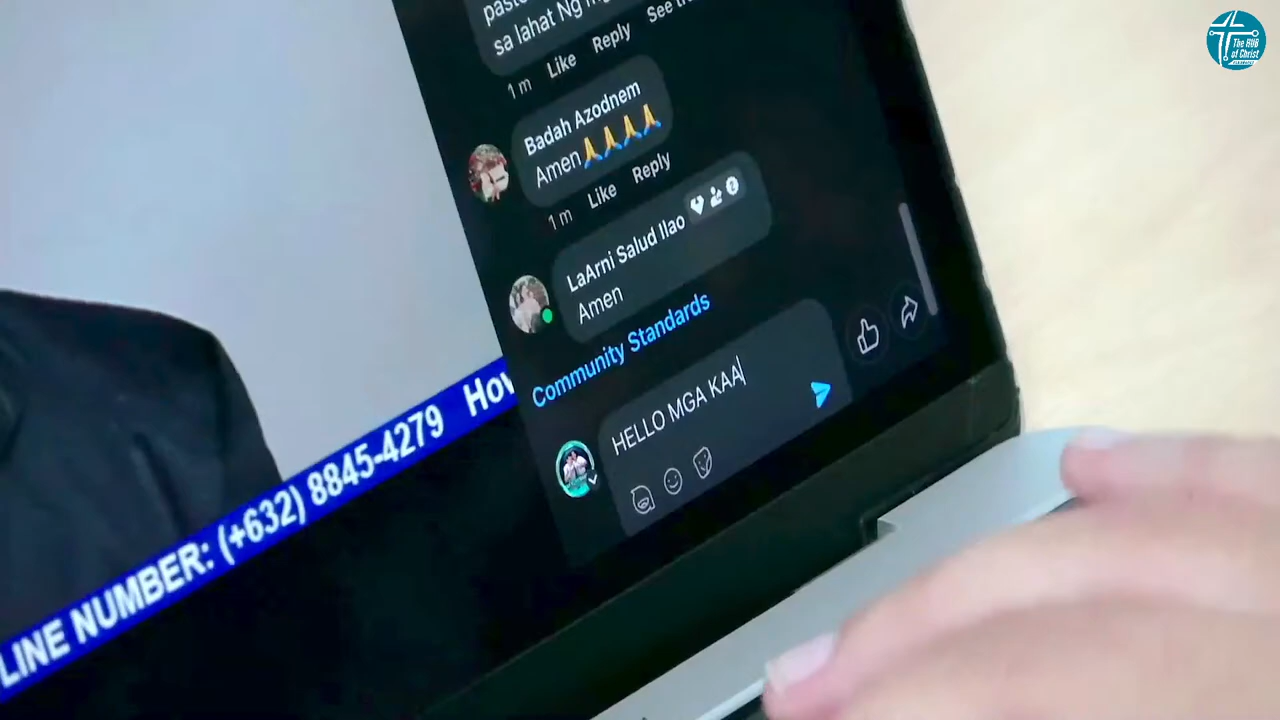 sa lahat Ng
1 m Like Reply See
Badah Azodnem
Amen🙏🙏🙏🙏
1 m Like Reply
LaArni Salud Ilao
Amen
Community Standards
HELLO MGA KAA
LINE NUMBER: (+632) 8845-4279 How
The HUB
of Christ